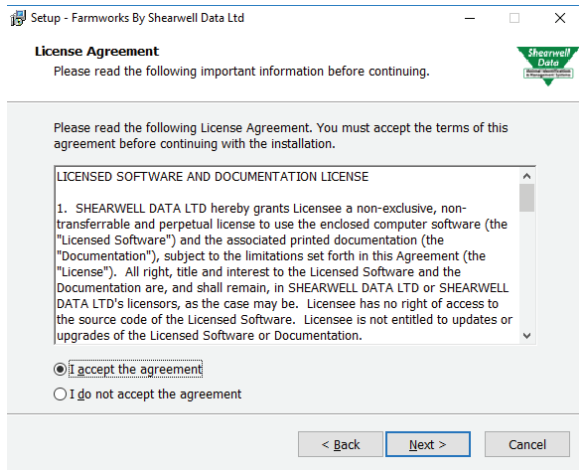 Setup - Farmworks By Shearwell Data Ltd
License Agreement
Please read the following important information before continuing.
Shearwell
Data
Please read the following License Agreement. You must accept the terms of this
agreement before continuing with the installation.
LICENSED SOFTWARE AND DOCUMENTATION LICENSE
1.  SHEARWELL DATA LTD hereby grants Licensee a non-exclusive, non-
transferrable and perpetual license to use the enclosed computer software (the
"Licensed Software") and the associated printed documentation (the
"Documentation"), subject to the limitations set forth in this Agreement (the
"License").  All right, title and interest to the Licensed Software and the
Documentation are, and shall remain, in SHEARWELL DATA LTD or SHEARWELL
DATA LTD's licensors, as the case may be.  Licensee has no right of access to
the source code of the Licensed Software.  Licensee is not entitled to updates or
upgrades of the Licensed Software or Documentation.
I accept the agreement
I do not accept the agreement
< Back
Next >
Cancel